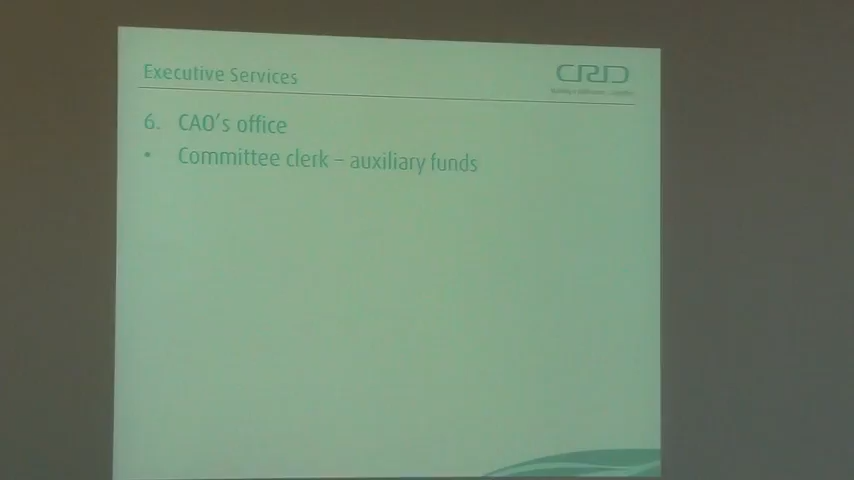 Executive Services
CRD
6. CAO's office
• Committee clerk – auxiliary funds